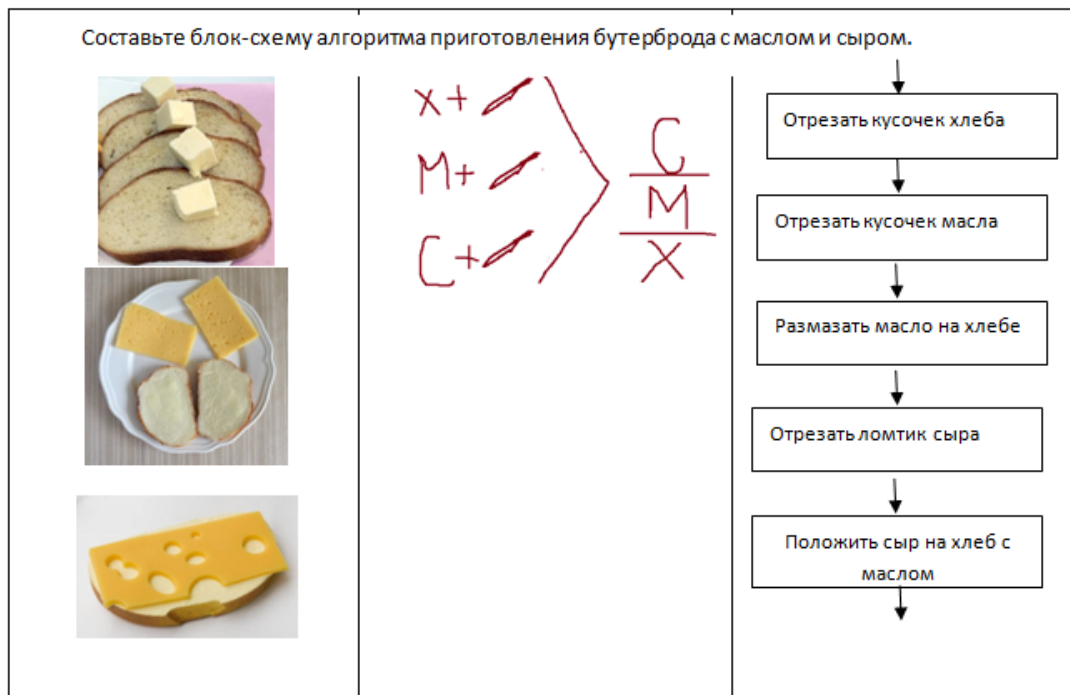 Составьте блок-схему алгоритма приготовления бутерброда с маслом и сыром.
Х+
М+
С+
С
М
Х
Отрезать кусочек хлеба
Отрезать кусочек масла
Размазать масло на хлебе
Отрезать ломтик сыра
Положить сыр на хлеб с
маслом